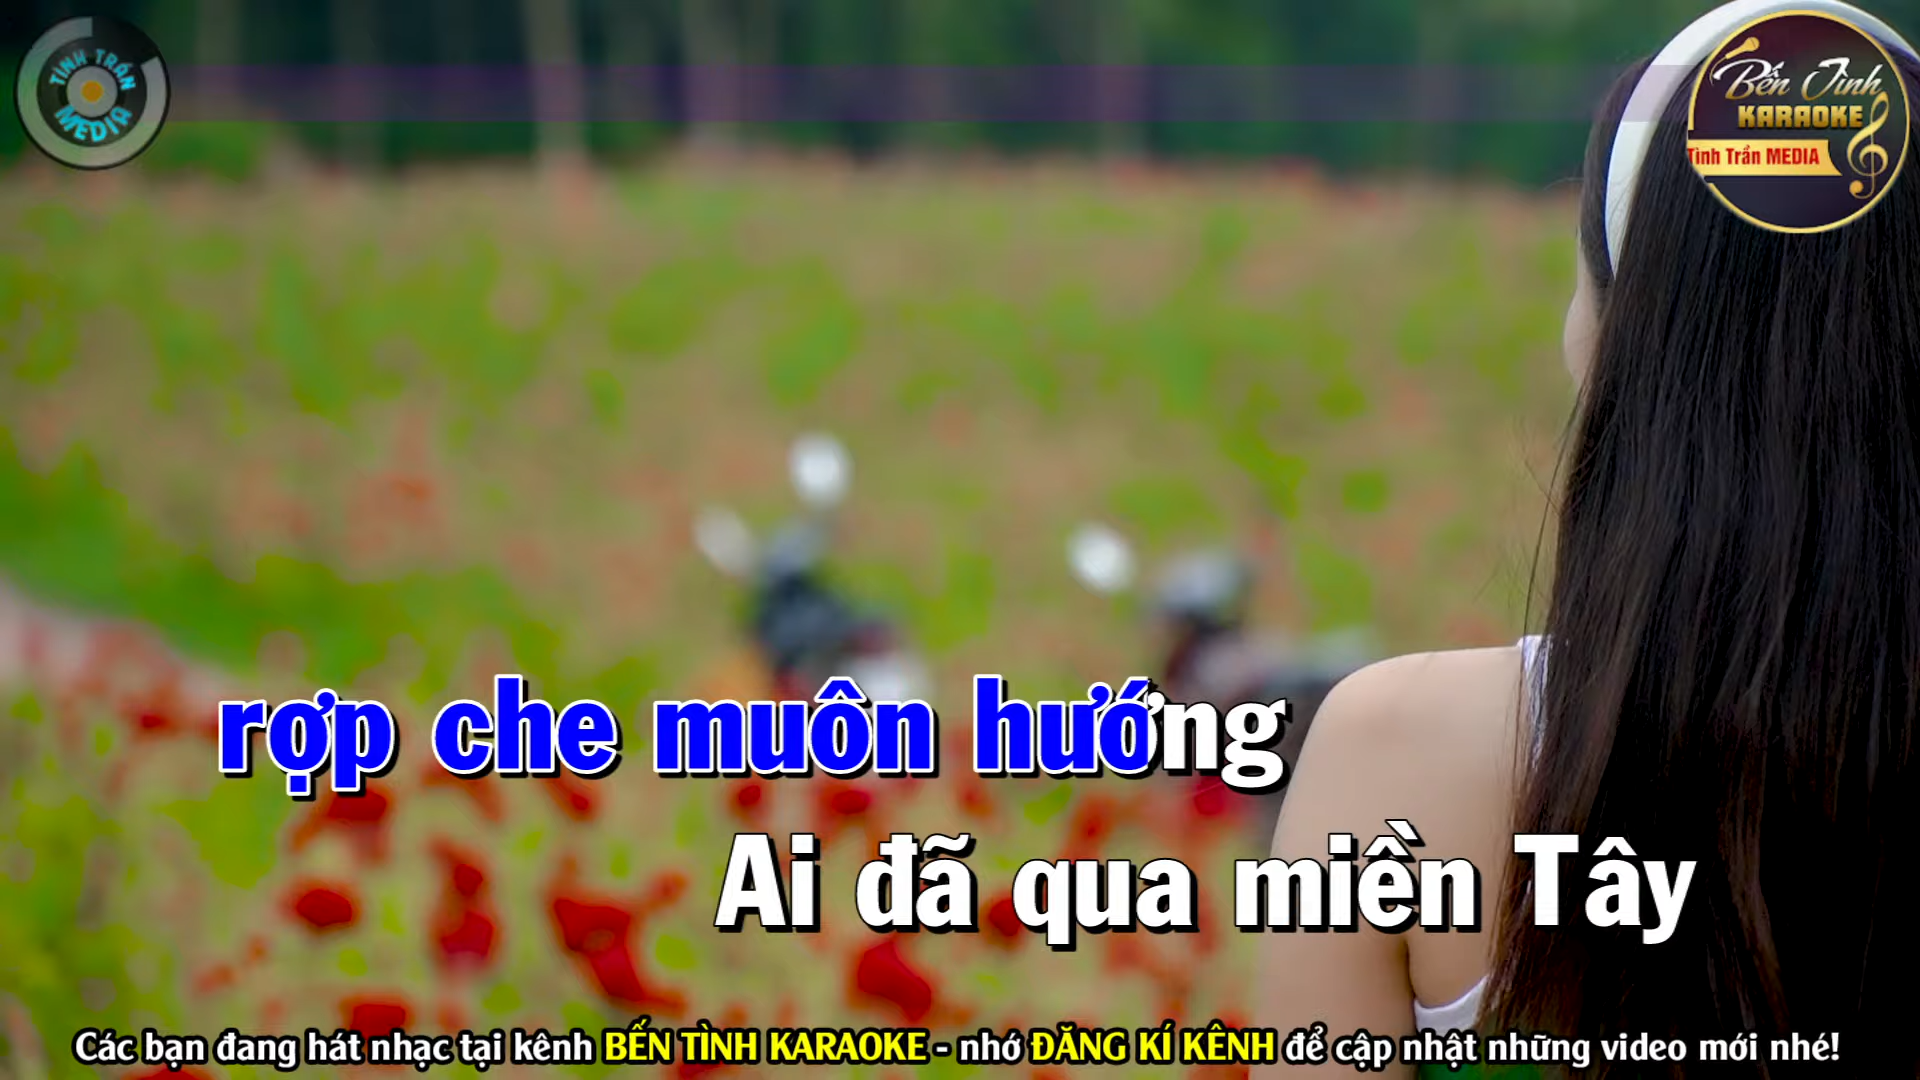 TÌNH TRẦN
MEDIA
Bến Tình
KARAOKE
Tình Trần MEDIA
rợp che muôn hướng
Ai đã qua miền Tây
Các bạn đang hát nhạc tại kênh BẾN TÌNH KARAOKE - nhớ ĐĂNG KÍ KÊNH để cập nhật những video mới nhé!